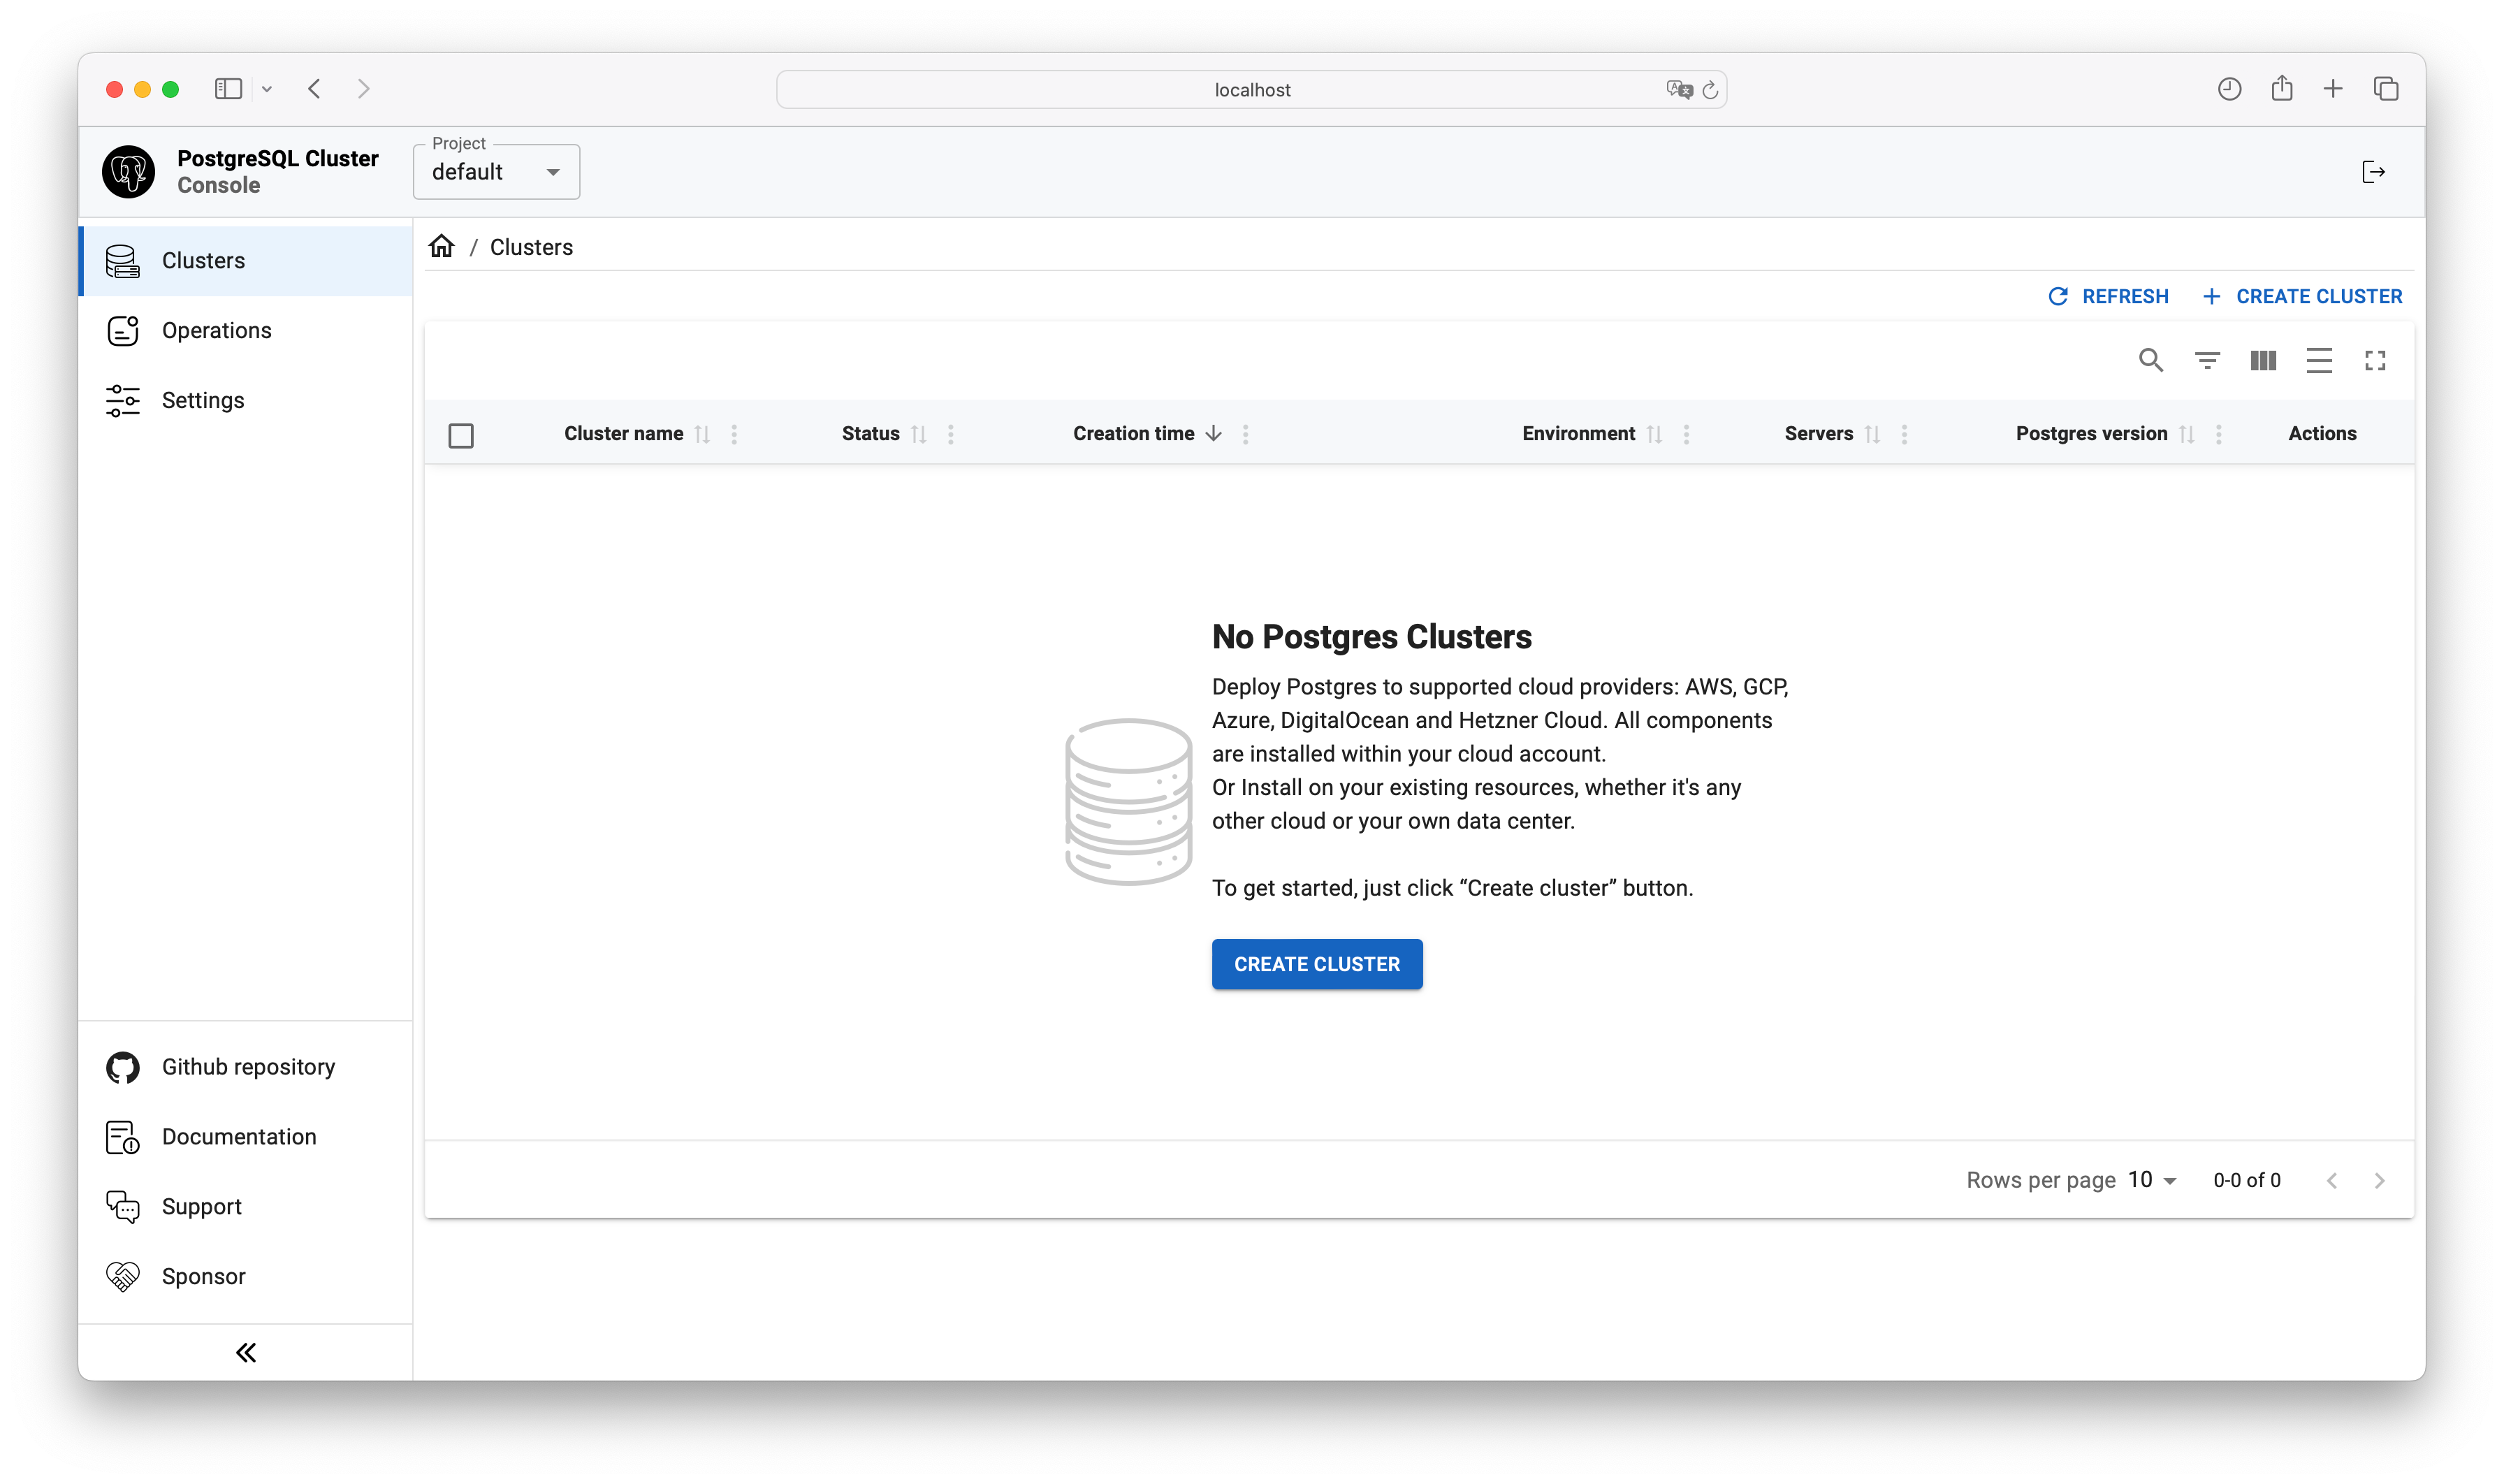 localhost
PostgreSQL Cluster
Console
Project
default
Clusters
Operations
Settings
Github repository
Documentation
Support
Sponsor
/ Clusters
REFRESH
CREATE CLUSTER
Cluster name
Status
Creation time
Environment
Servers
Postgres version
Actions
No Postgres Clusters
Deploy Postgres to supported cloud providers: AWS, GCP,
Azure, DigitalOcean and Hetzner Cloud. All components
are installed within your cloud account.
Or Install on your existing resources, whether it's any
other cloud or your own data center.
To get started, just click “Create cluster” button.
CREATE CLUSTER
Rows per page 10
0-0 of 0